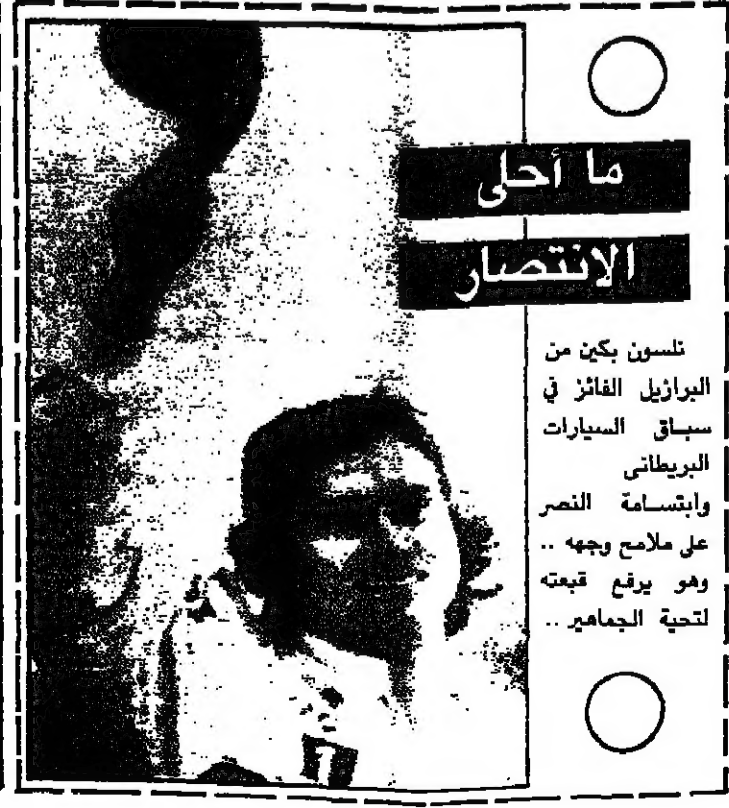 ما أحلى
الانتصار
نلسون بكين من
البرازيل الفائز في
سباق السيارات
البريطانى
وابتسامة النصر
على ملامح وجهه ..
وهو يرفع قبعته
لتحية الجماهير ..